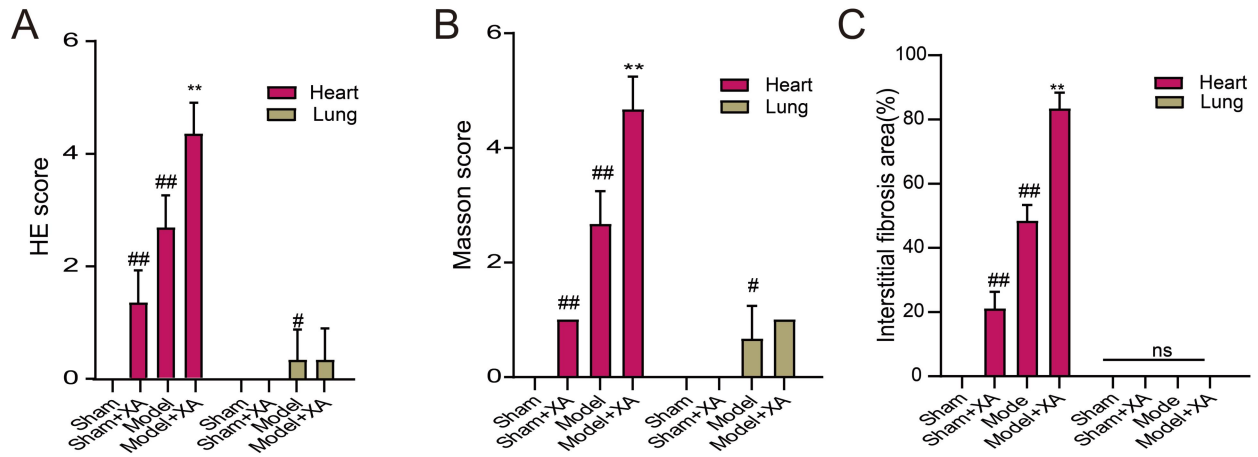 A
HE score
6
4
2
0
##
##
**
#
Heart
Lung
Sham
Sham+XA
Model
Model+XA
Sham
Sham+XA
Model
Model+XA
B
Masson score
6
4
2
0
##
##
**
#
Heart
Lung
Sham
Sham+XA
Model
Model+XA
Sham
Sham+XA
Model
Model+XA
C
Interstitial fibrosis area(%)
100
80
60
40
20
0
##
##
**
ns
Heart
Lung
Sham
Sham+XA
Mode
Model+XA
Sham
Sham+XA
Mode
Model+XA